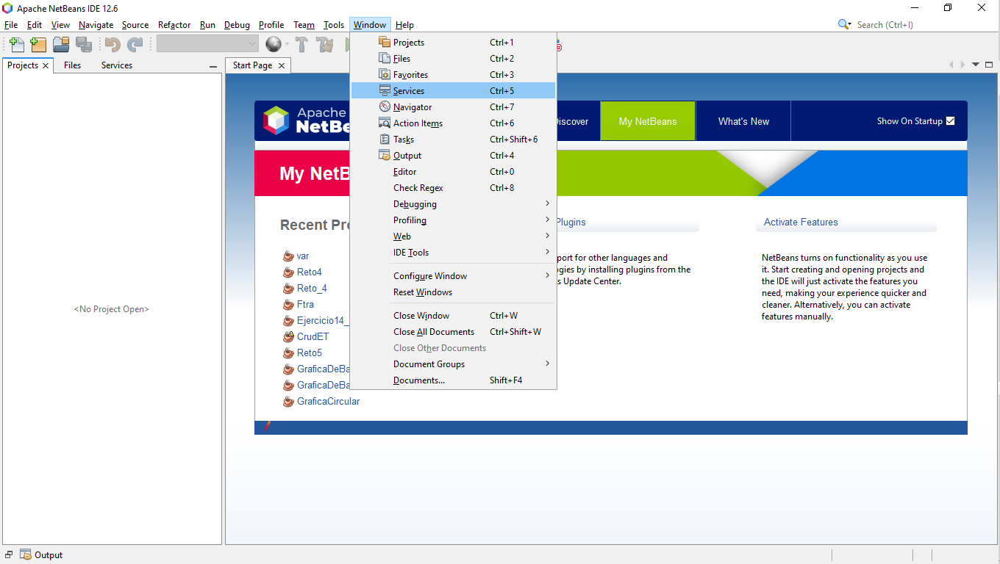 Apache NetBeans IDE 12.6
File Edit View Navigate Source Refactor Run Debug Profile Team Tools Window Help Search (Ctrl+I)
Projects Files Services Start Page
Projects Ctrl+1
Files Ctrl+2
Favorites Ctrl+3
Services Ctrl+5
Navigator Ctrl+7
Action Items Ctrl+6
Tasks Ctrl+Shift+6
Output Ctrl+4
Editor Ctrl+0
Check Regex Ctrl+8
Debugging
Profiling
Web
IDE Tools
Configure Window
Reset Windows
Close Window Ctrl+W
Close All Documents Ctrl+Shift+W
Close Other Documents
Document Groups
Documents... Shift+F4
<No Project Open>
Apache
NetBe
iscover My NetBeans What's New Show On Startup
My NetB
Recent Pro
var
Reto4
Reto_4
Ftra
Ejercicio14_
CrudET
Reto5
GraficaDeBa
GraficaDeBa
GraficaCircular
Plugins
port for other languages and
ogies by installing plugins from the
s Update Center.
Activate Features
NetBeans turns on functionality as you use
it. Start creating and opening projects and
the IDE will just activate the features you
need, making your experience quicker and
cleaner. Alternatively, you can activate
features manually.
Output